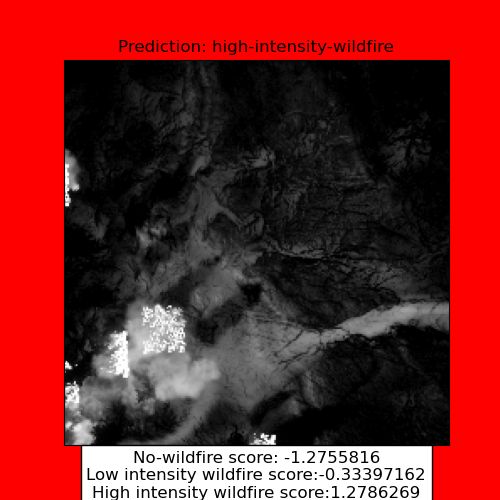 Prediction: high-intensity-wildfire
No-wildfire score: -1.2755816
Low intensity wildfire score:-0.33397162
High intensity wildfire score:1.2786269